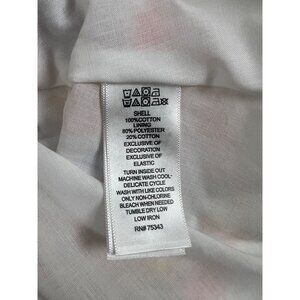 SHELL
100%COTTON
LINING
80% POLYESTER
20% COTTON
EXCLUSIVE OF
DECORATION
EXCLUSIVE OF
ELASTIC
TURN INSIDE OUT
MACHINE WASH COOL-
DELICATE CYCLE
WASH WITH LIKE COLORS
ONLY NON-CHLORINE
BLEACH WHEN NEEDED
TUMBLE DRY LOW
LOW IRON
RN# 75343